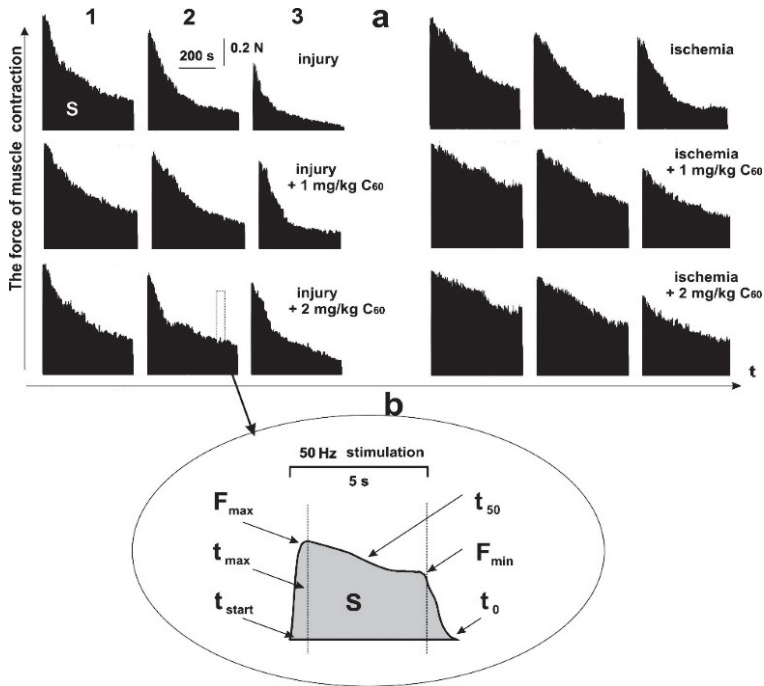 1 2 3 a
200 s 0.2 N
injury
ischemia
S
The force of muscle contraction
injury
+ 1 mg/kg C60
ischemia
+ 1 mg/kg C60
injury
+ 2 mg/kg C60
ischemia
+ 2 mg/kg C60
t
b
50 Hz stimulation
5 s
Fmax
t50
tmax
Fmin
tstart
S
t0